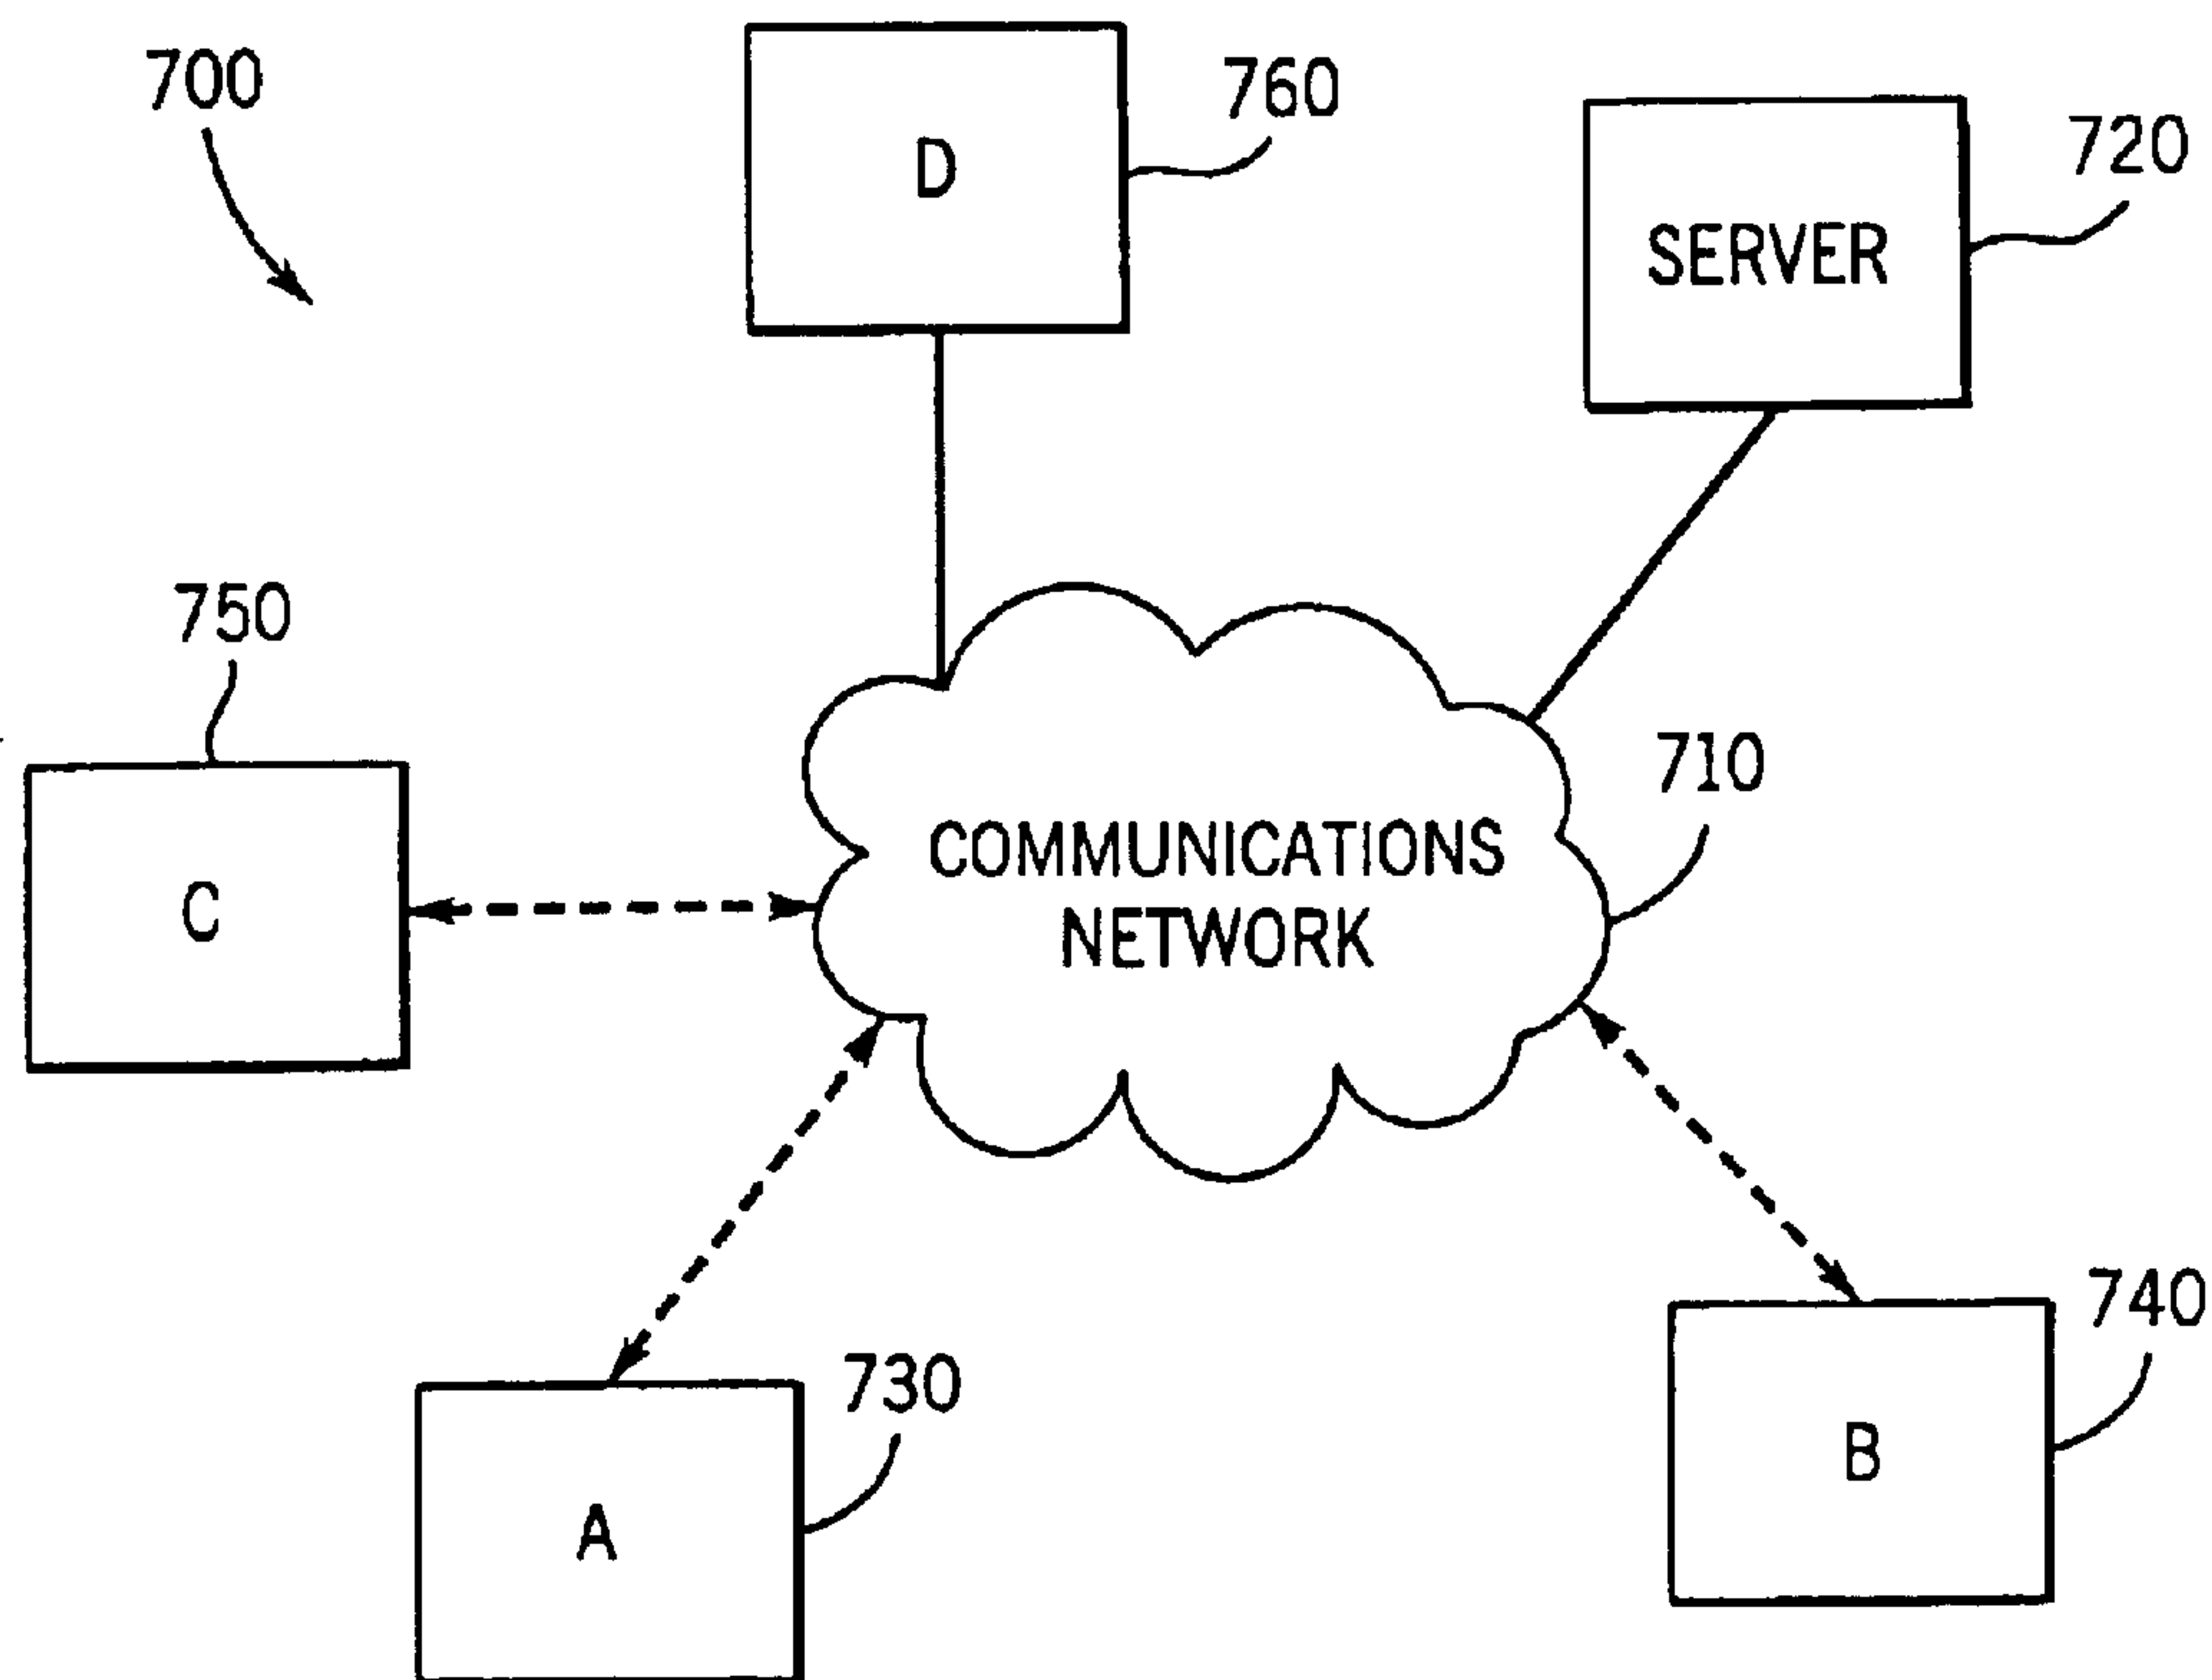 700
D
760
SERVER
720
750
C
COMMUNICATIONS
NETWORK
710
A
730
B
740